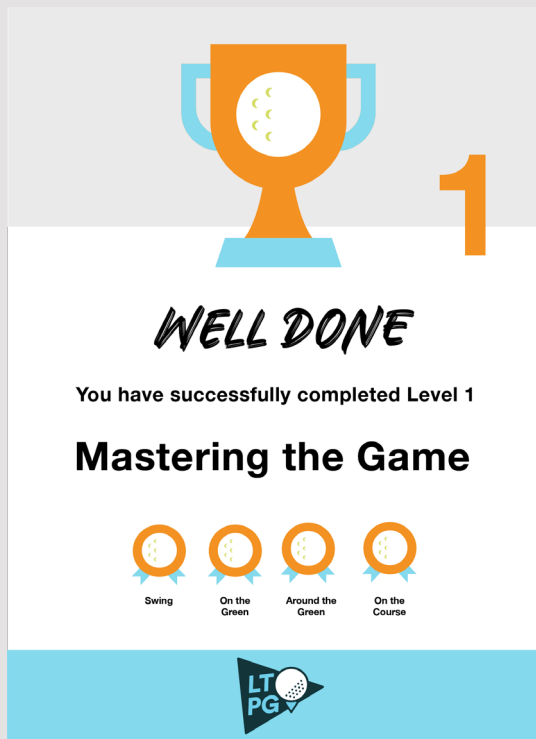 1
WELL DONE
You have successfully completed Level 1
Mastering the Game
Swing
On the
Green
Around the
Green
On the
Course
LT
PG